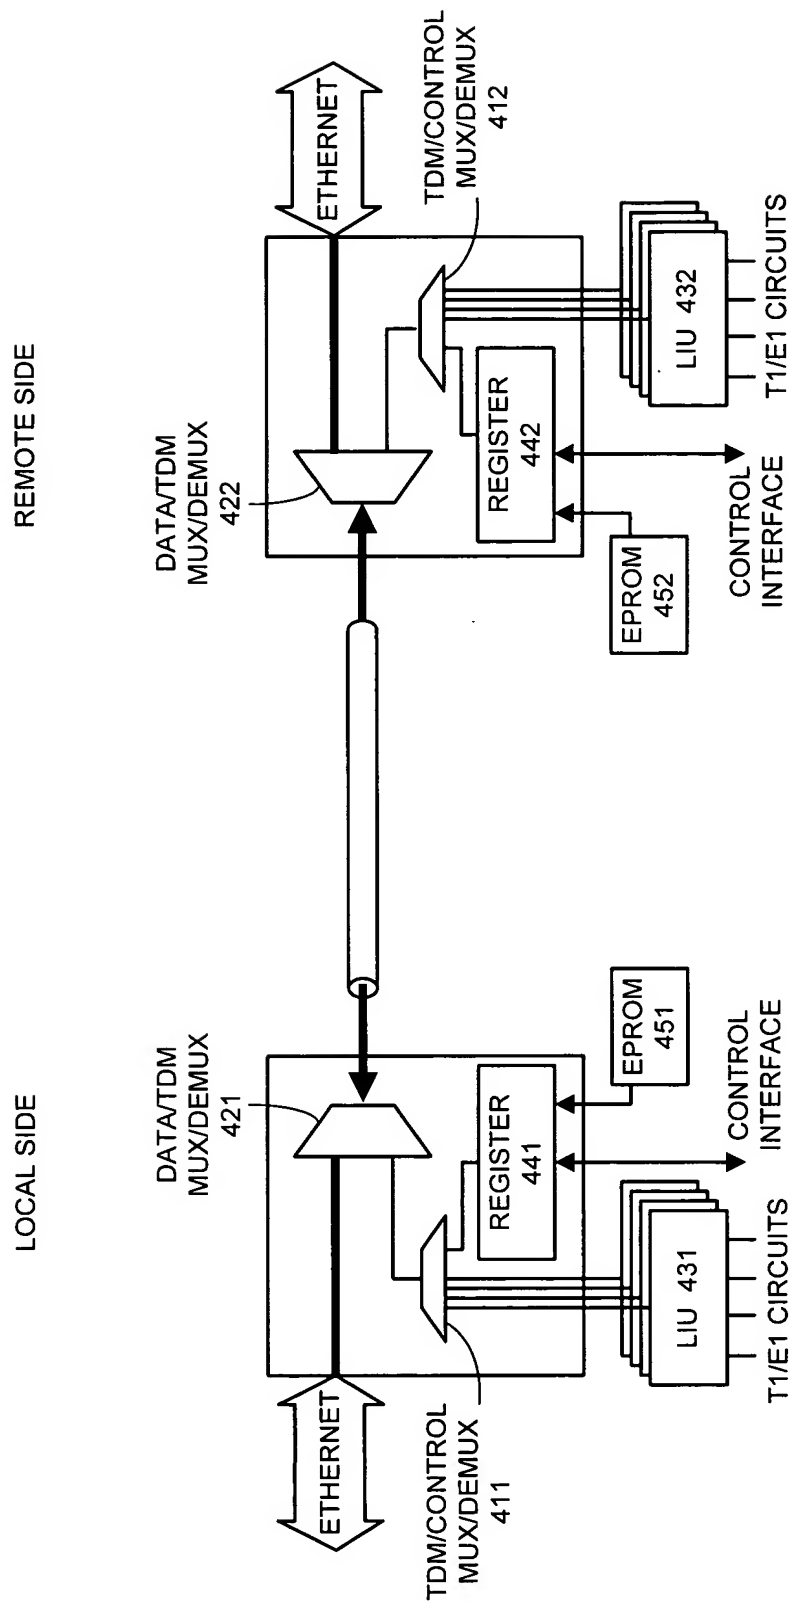 LOCAL SIDE
REMOTE SIDE
DATA/TDM
MUX/DEMUX
421
DATA/TDM
MUX/DEMUX
422
ETHERNET
ETHERNET
TDM/CONTROL
MUX/DEMUX
411
TDM/CONTROL
MUX/DEMUX
412
REGISTER
441
REGISTER
442
EPROM
451
EPROM
452
LIU 431
LIU 432
T1/E1 CIRCUITS
CONTROL
INTERFACE
CONTROL
INTERFACE
T1/E1 CIRCUITS